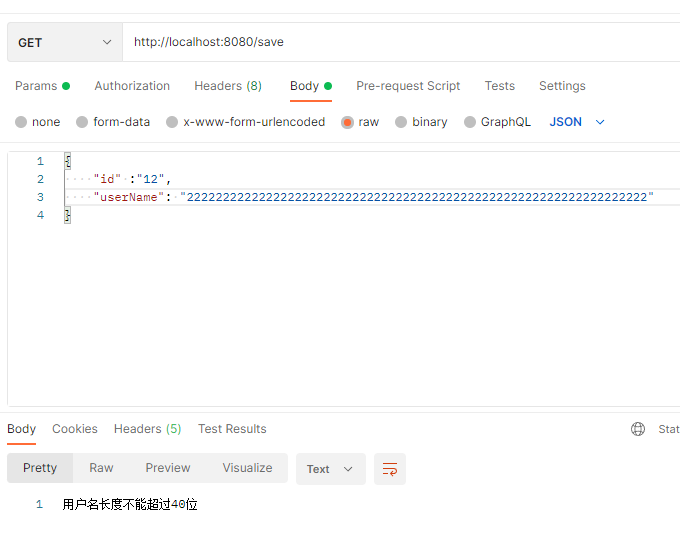 GET
http://localhost:8080/save
Params
Authorization
Headers (8)
Body
Pre-request Script
Tests
Settings
none
form-data
x-www-form-urlencoded
raw
binary
GraphQL
JSON
1 {
2 "id" :"12",
3 "userName": "2222222222222222222222222222222222222222222222222222222222222222"
4 }
Body
Cookies
Headers (5)
Test Results
Stat
Pretty
Raw
Preview
Visualize
Text
1 用户名长度不能超过40位